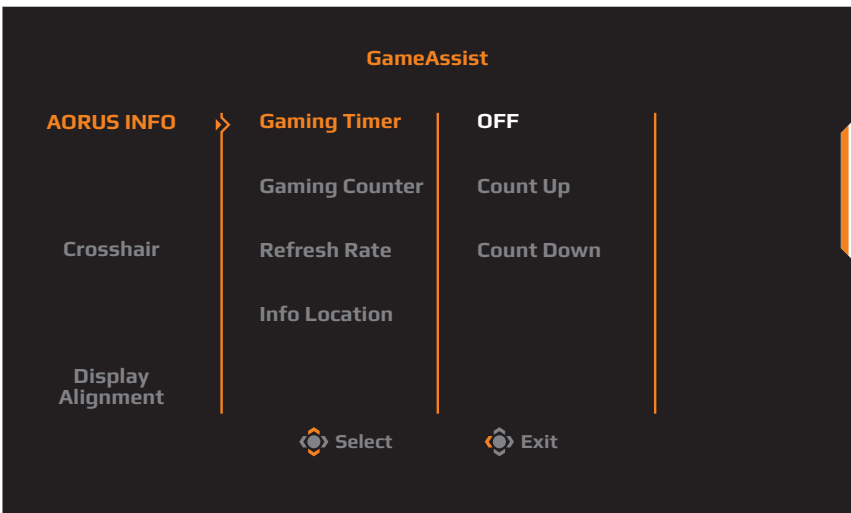 GameAssist
AORUS INFO
Gaming Timer
OFF
Gaming Counter
Count Up
Crosshair
Refresh Rate
Count Down
Info Location
Display
Alignment
Select
Exit